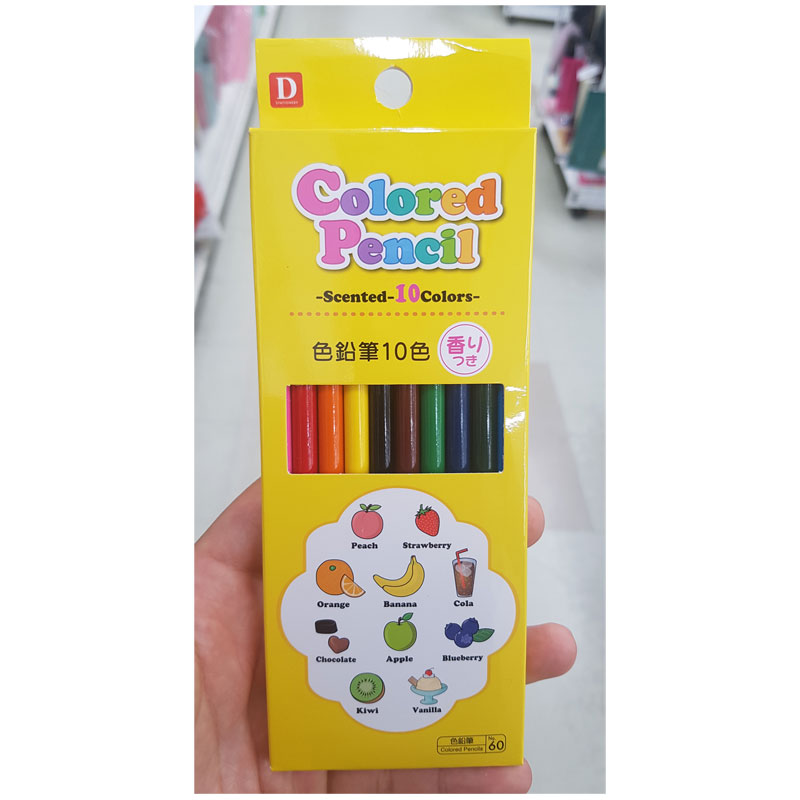 D
STATIONERY
Colored
Pencil
-Scented-10Colors-
色鉛筆10色
香り
つき
Peach Strawberry
Orange Banana Cola
Chocolate Apple Blueberry
Kiwi Vanilla
色鉛筆
Colored Pencils
No.
60